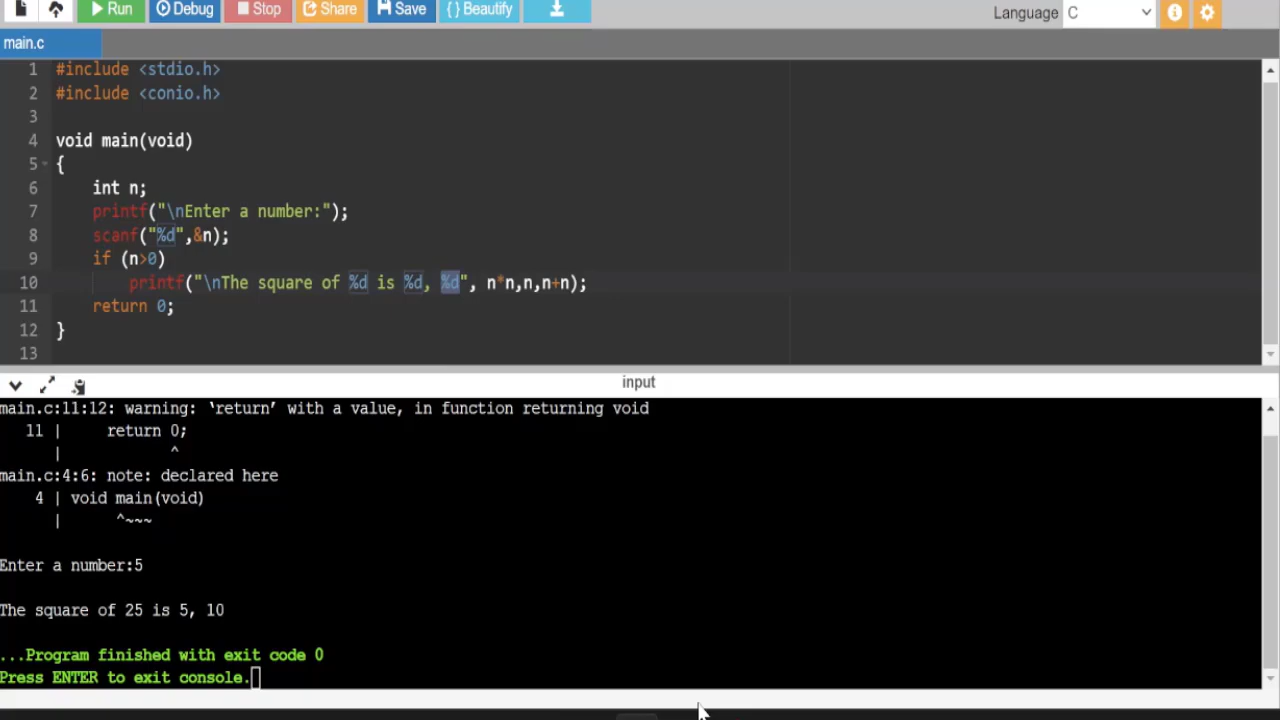 Run Debug Stop Share Save { } Beautify Language C
main.c
1 #include <stdio.h>
2 #include <conio.h>
3
4 void main(void)
5 {
6 int n;
7 printf("\nEnter a number:");
8 scanf("%d",&n);
9 if (n>0)
10 printf("\nThe square of %d is %d, %d", n*n,n,n+n);
11 return 0;
12 }
13
input
main.c:11:12: warning: ‘return’ with a value, in function returning void
11 | return 0;
| ^
main.c:4:6: note: declared here
4 | void main(void)
| ^~~~
Enter a number:5
The square of 25 is 5, 10
...Program finished with exit code 0
Press ENTER to exit console.